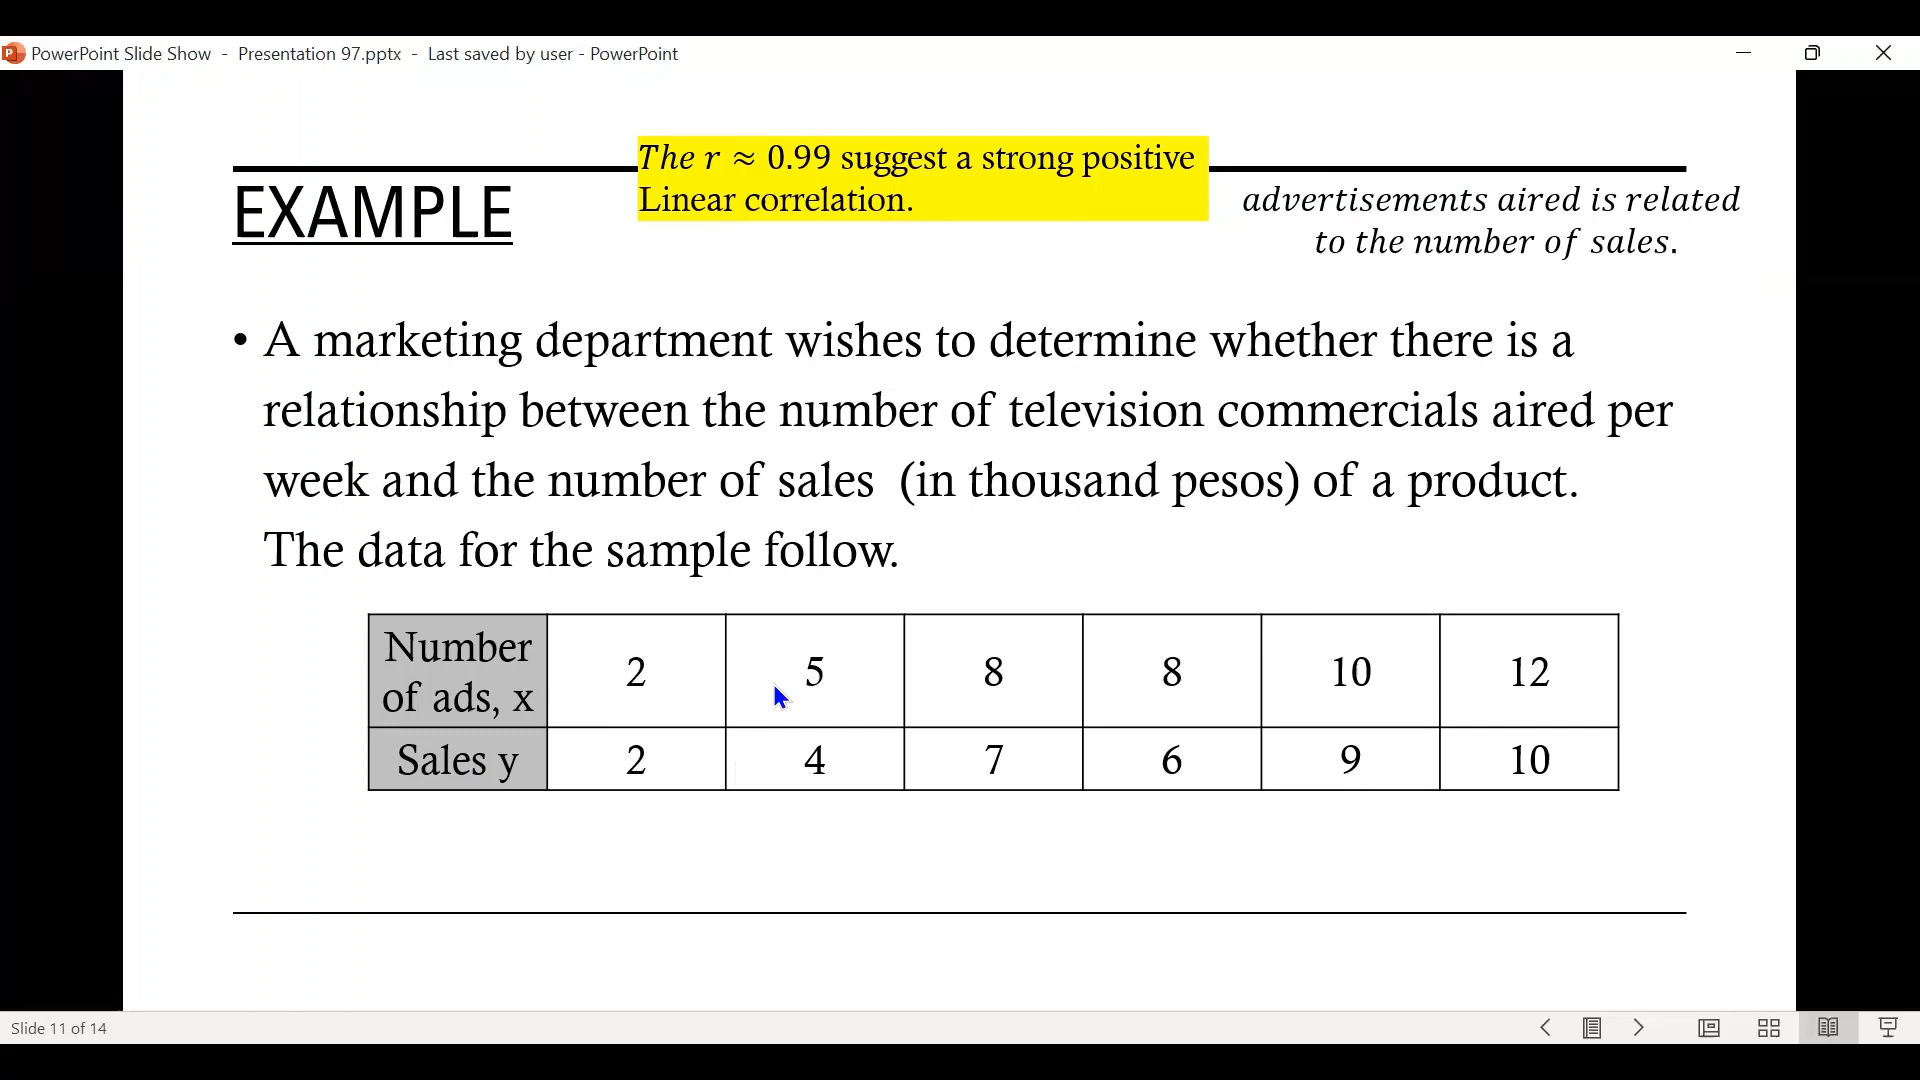 PowerPoint Slide Show - Presentation 97.pptx - Last saved by user - PowerPoint
The r ≈ 0.99 suggest a strong positive
Linear correlation.
EXAMPLE
advertisements aired is related
to the number of sales.
• A marketing department wishes to determine whether there is a
relationship between the number of television commercials aired per
week and the number of sales (in thousand pesos) of a product.
The data for the sample follow.
Number of ads, x 2 5 8 8 10 12
Sales y 2 4 7 6 9 10
Slide 11 of 14